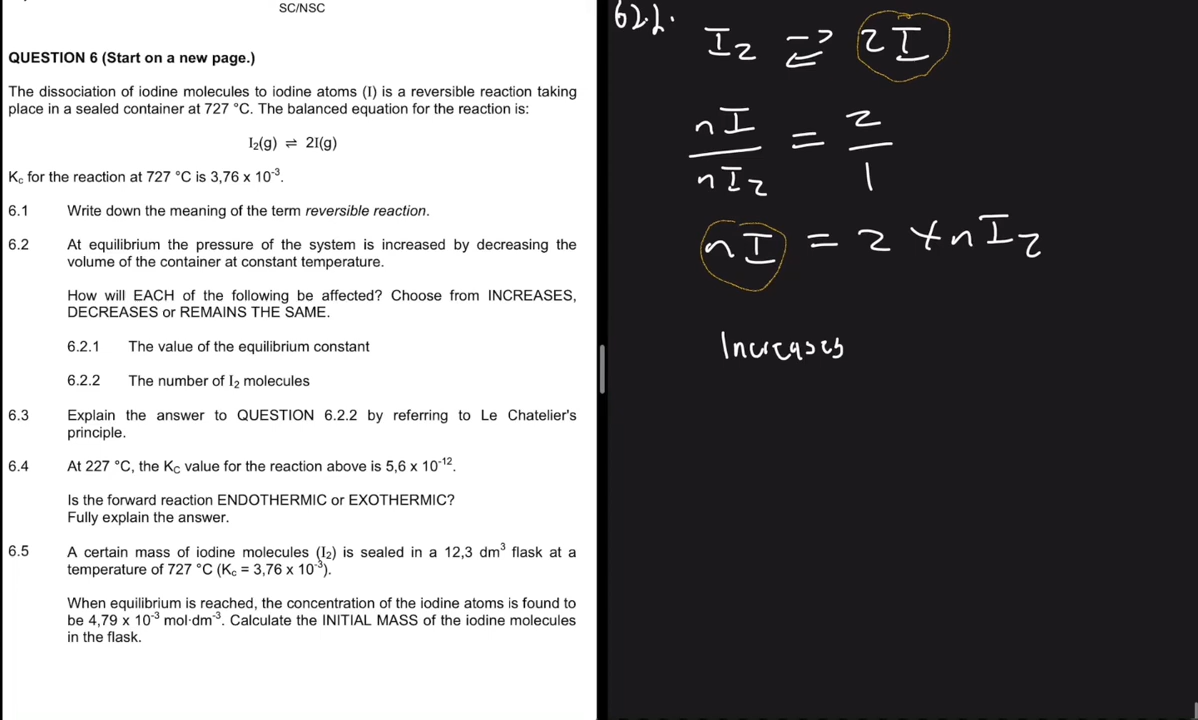 SC/NSC
QUESTION 6 (Start on a new page.)
The dissociation of iodine molecules to iodine atoms (I) is a reversible reaction taking
place in a sealed container at 727 °C. The balanced equation for the reaction is:
I₂(g) ⇌ 2I(g)
Kc for the reaction at 727 °C is 3,76 x 10⁻³.
6.1 Write down the meaning of the term reversible reaction.
6.2 At equilibrium the pressure of the system is increased by decreasing the
volume of the container at constant temperature.
How will EACH of the following be affected? Choose from INCREASES,
DECREASES or REMAINS THE SAME.
6.2.1 The value of the equilibrium constant
6.2.2 The number of I₂ molecules
6.3 Explain the answer to QUESTION 6.2.2 by referring to Le Chatelier's
principle.
6.4 At 227 °C, the Kc value for the reaction above is 5,6 x 10⁻¹².
Is the forward reaction ENDOTHERMIC or EXOTHERMIC?
Fully explain the answer.
6.5 A certain mass of iodine molecules (I₂) is sealed in a 12,3 dm³ flask at a
temperature of 727 °C (Kc = 3,76 x 10⁻³).
When equilibrium is reached, the concentration of the iodine atoms is found to
be 4,79 x 10⁻³ mol·dm⁻³. Calculate the INITIAL MASS of the iodine molecules
in the flask.
I₂ ⇌ 2I
nI / nI₂ = 2 / 1
nI = 2 × nI₂
Increases